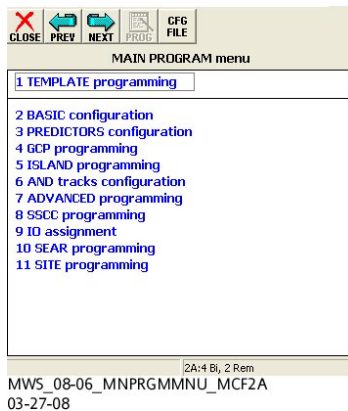 CLOSE PREV NEXT PROG CFG FILE
MAIN PROGRAM menu
1 TEMPLATE programming
2 BASIC configuration
3 PREDICTORS configuration
4 GCP programming
5 ISLAND programming
6 AND tracks configuration
7 ADVANCED programming
8 SSCC programming
9 IO assignment
10 SEAR programming
11 SITE programming
2A:4 Bi, 2 Rem
MWS_08-06_MNPRGMMNU_MCF2A
03-27-08